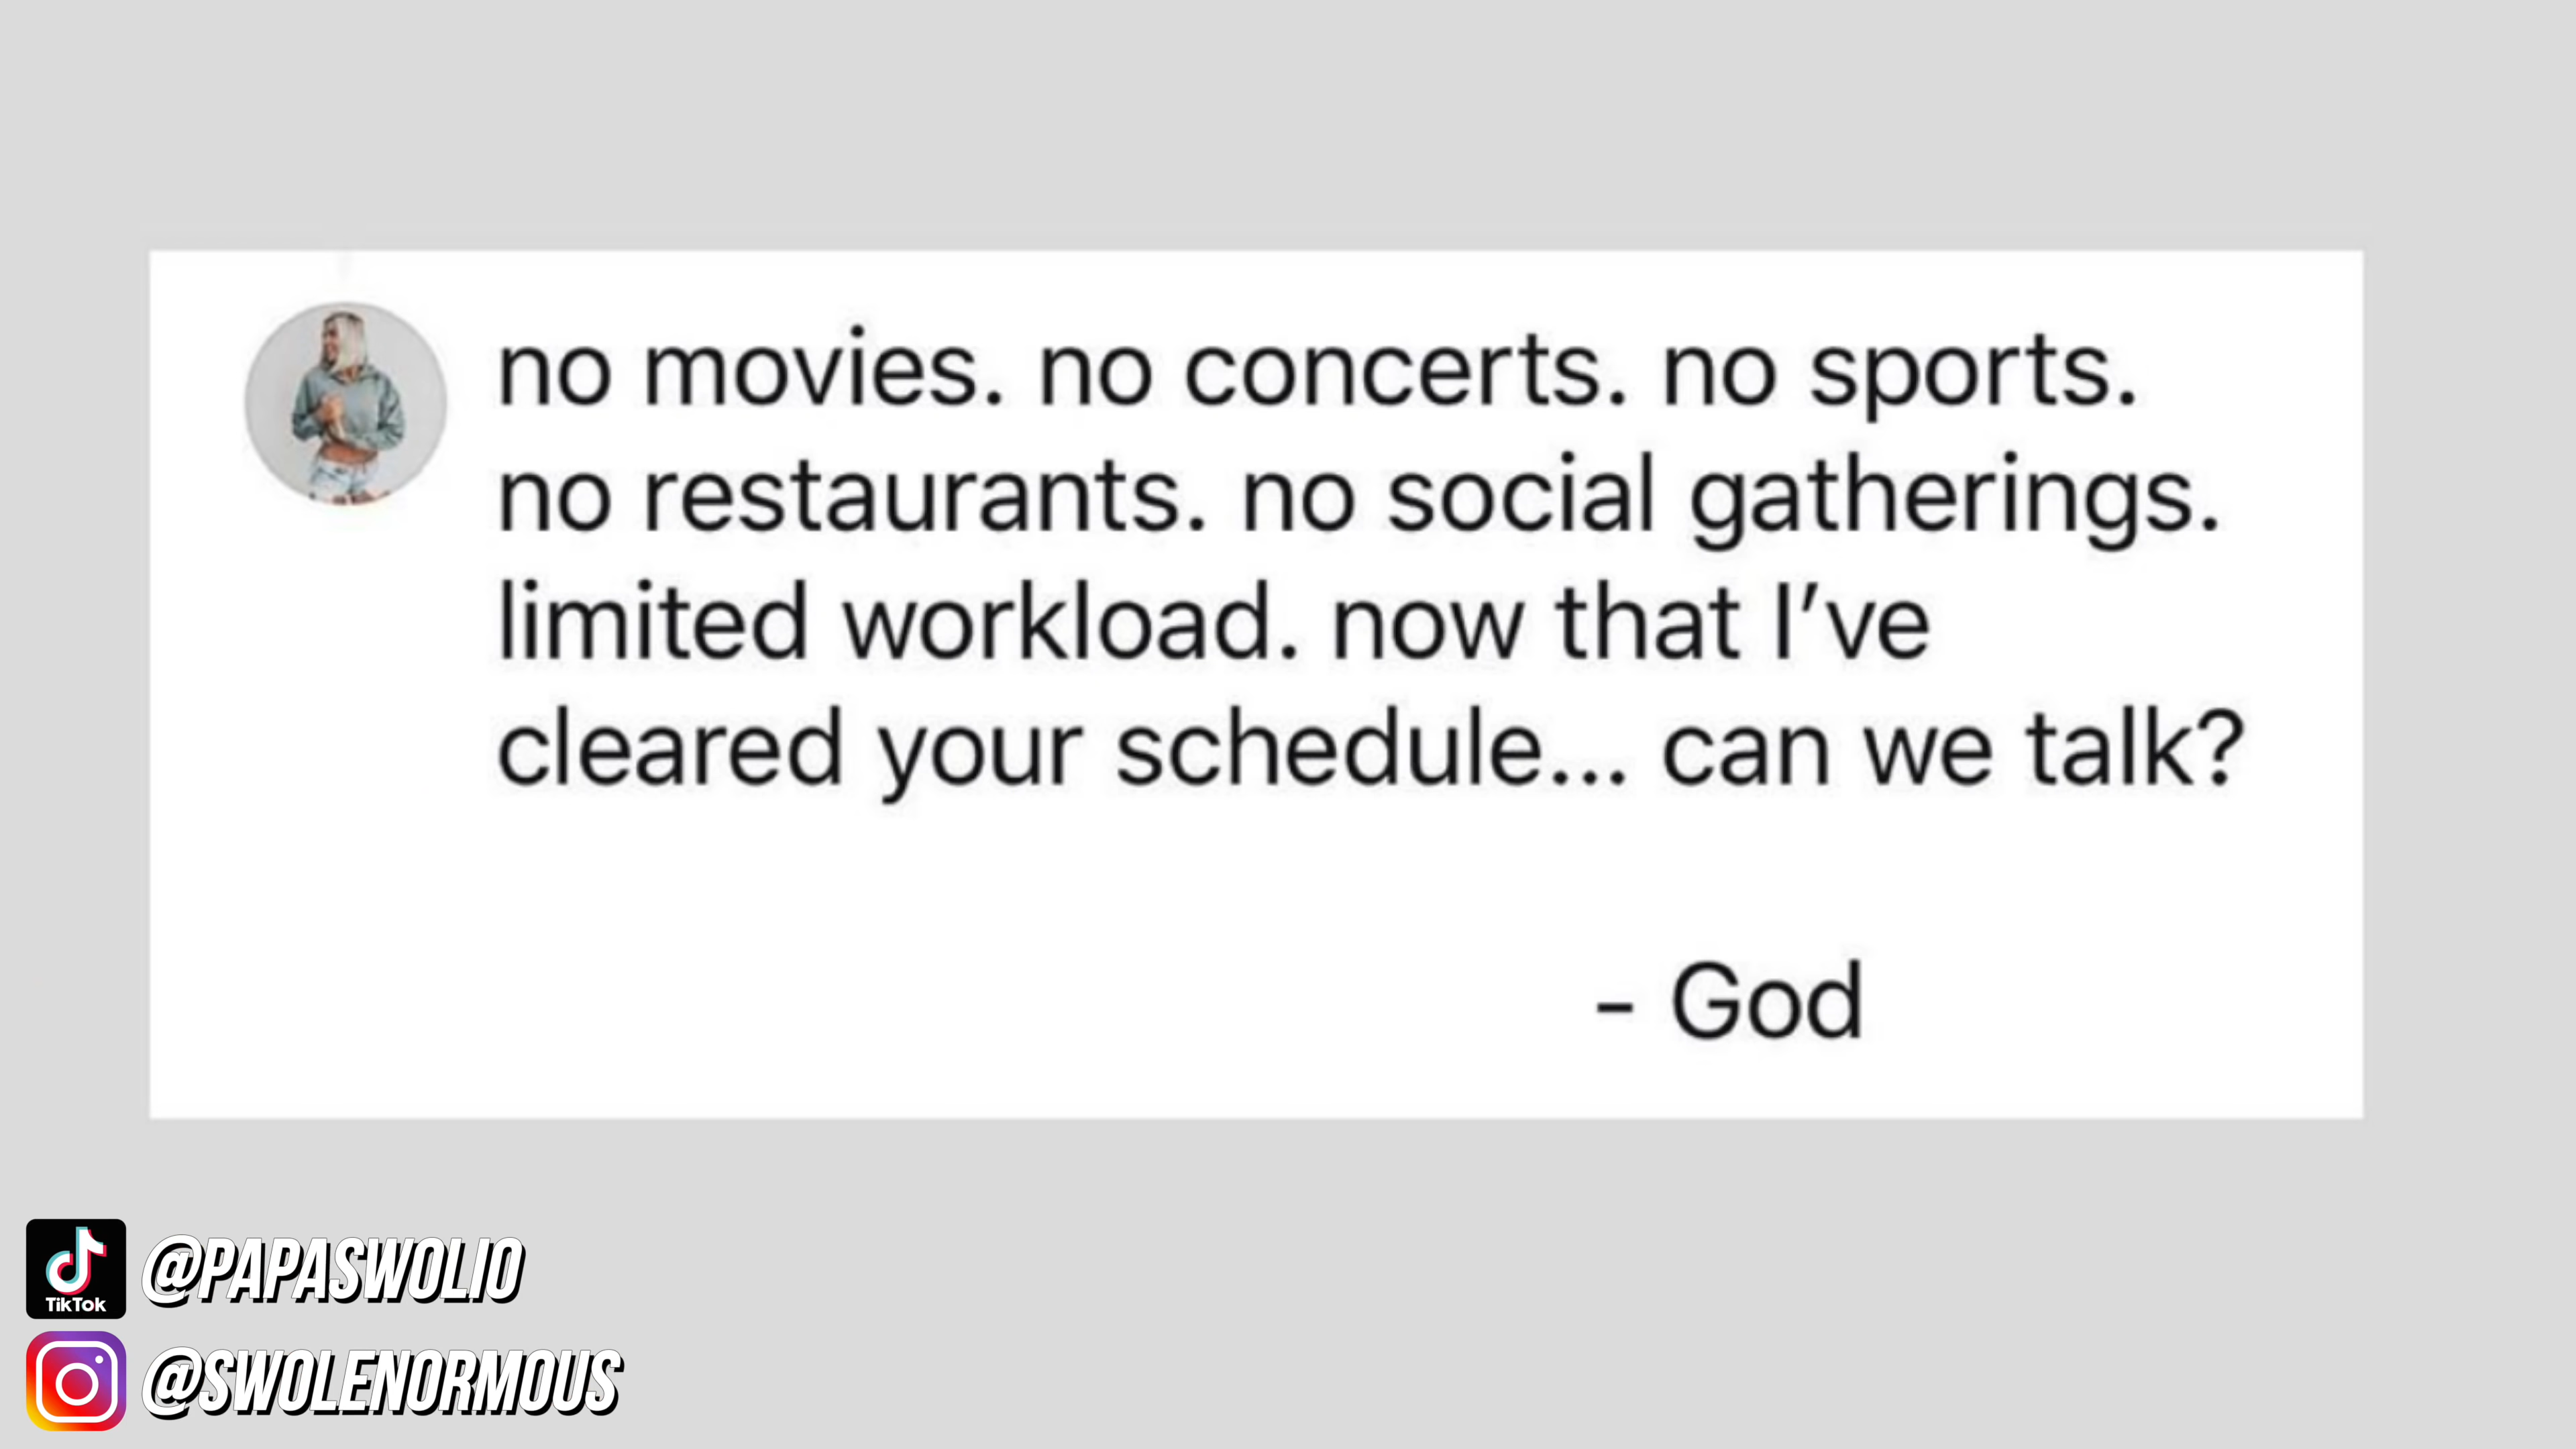 no movies. no concerts. no sports.
no restaurants. no social gatherings.
limited workload. now that I’ve
cleared your schedule... can we talk?
- God
TikTok
@PAPASWOLIO
@SWOLENORMOUS